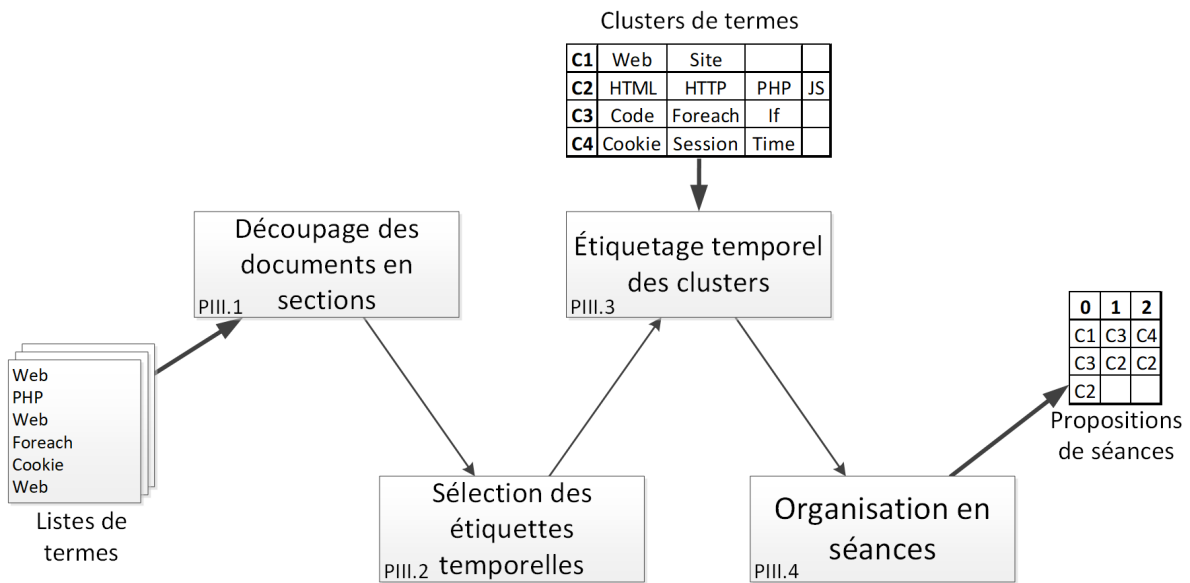 Clusters de termes
C1 Web Site
C2 HTML HTTP PHP JS
C3 Code Foreach If
C4 Cookie Session Time
Découpage des
documents en
sections
PIII.1
Étiquetage temporel
des clusters
PIII.3
0 1 2
C1 C3 C4
C3 C2 C2
C2
Propositions
de séances
Web
PHP
Web
Foreach
Cookie
Web
Listes de
termes
Sélection des
étiquettes
temporelles
PIII.2
Organisation en
séances
PIII.4